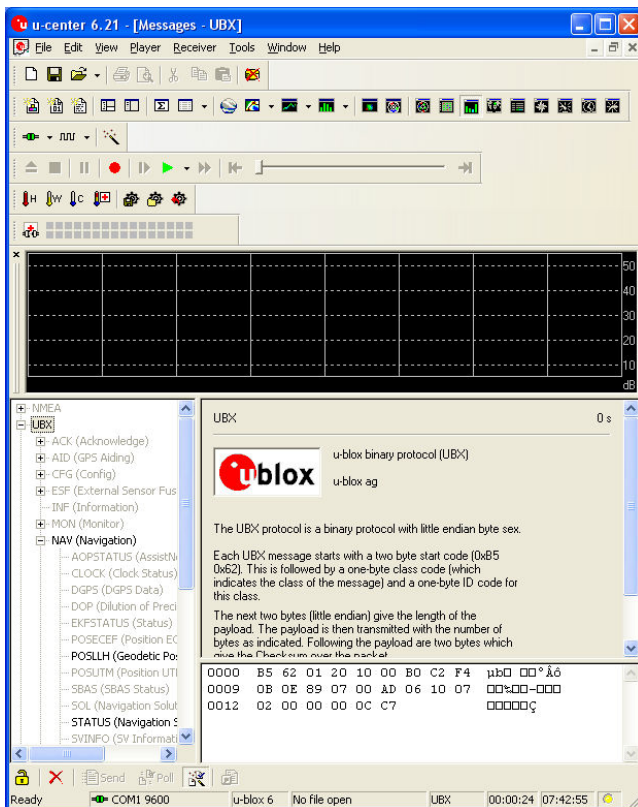 u-center 6.21 - [Messages - UBX]
File Edit View Player Receiver Tools Window Help
H W C
50
40
30
20
10
dB
NMEA
UBX
ACK (Acknowledge)
AID (GPS Aiding)
CFG (Config)
ESF (External Sensor Fus
INF (Information)
MON (Monitor)
NAV (Navigation)
AOPSTATUS (AssistN
CLOCK (Clock Status)
DGPS (DGPS Data)
DOP (Dilution of Preci
EKFSTATUS (Status)
POSECEF (Position EC
POSLLH (Geodetic Po
POSUTM (Position UTI
SBAS (SBAS Status)
SOL (Navigation Solut
STATUS (Navigation S
SVINFO (SV Informati
UBX 0 s
ublox
u-blox binary protocol (UBX)
u-blox ag
The UBX protocol is a binary protocol with little endian byte sex.
Each UBX message starts with a two byte start code (0xB5
0x62). This is followed by a one-byte class code (which
indicates the class of the message) and a one-byte ID code for
this class.
The next two bytes (little endian) give the length of the
payload. The payload is then transmitted with the number of
bytes as indicated. Following the payload are two bytes which
give the Checksum over the packet
0000 B5 62 01 20 10 00 B0 C2 F4 µb□ □□°Âô
0009 0B 0E 89 07 00 AD 06 10 07 □□‰□□-□□□
0012 02 00 00 00 0C C7 □□□□□Ç
Send Poll
Ready COM1 9600 u-blox 6 No file open UBX 00:00:24 07:42:55